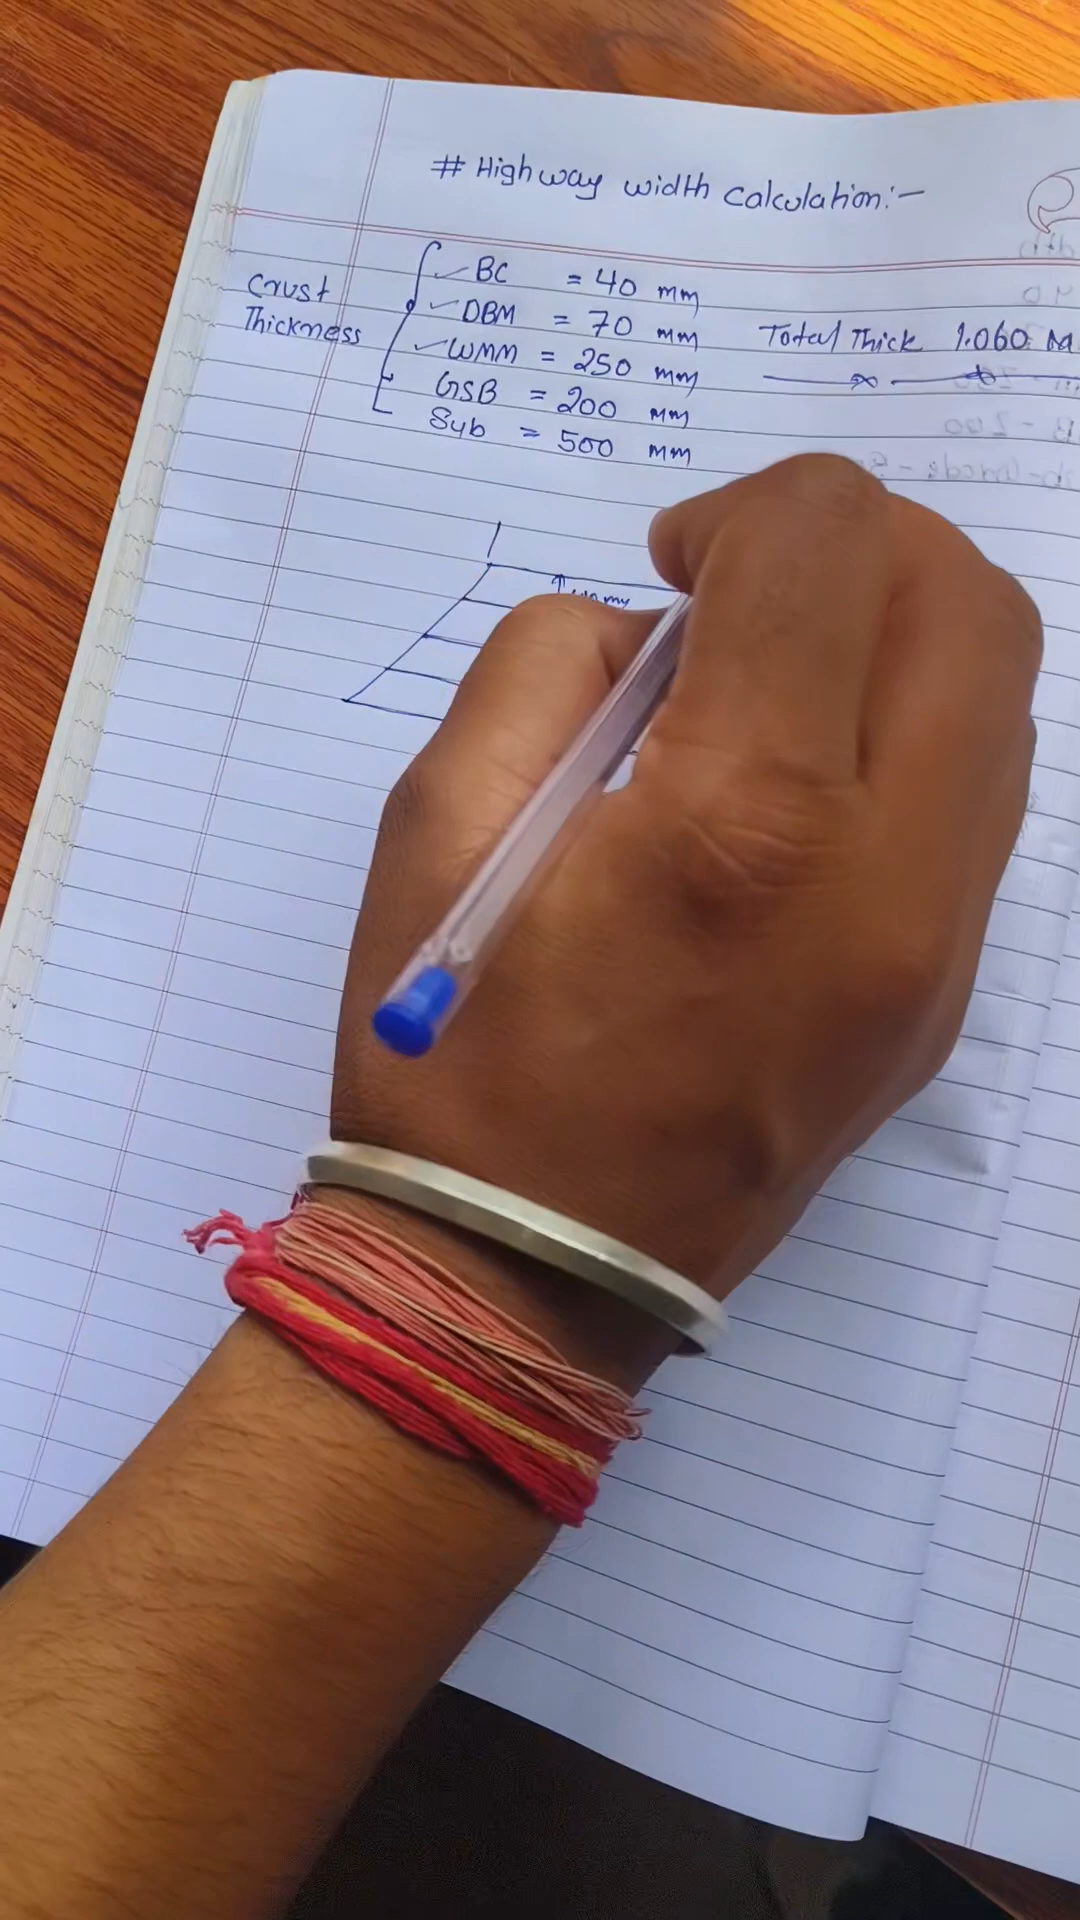 # Highway width calculation:-
Crust Thickness
BC = 40 mm
DBM = 70 mm
WMM = 250 mm
GSB = 200 mm
Sub = 500 mm
Total Thick 1.060 M